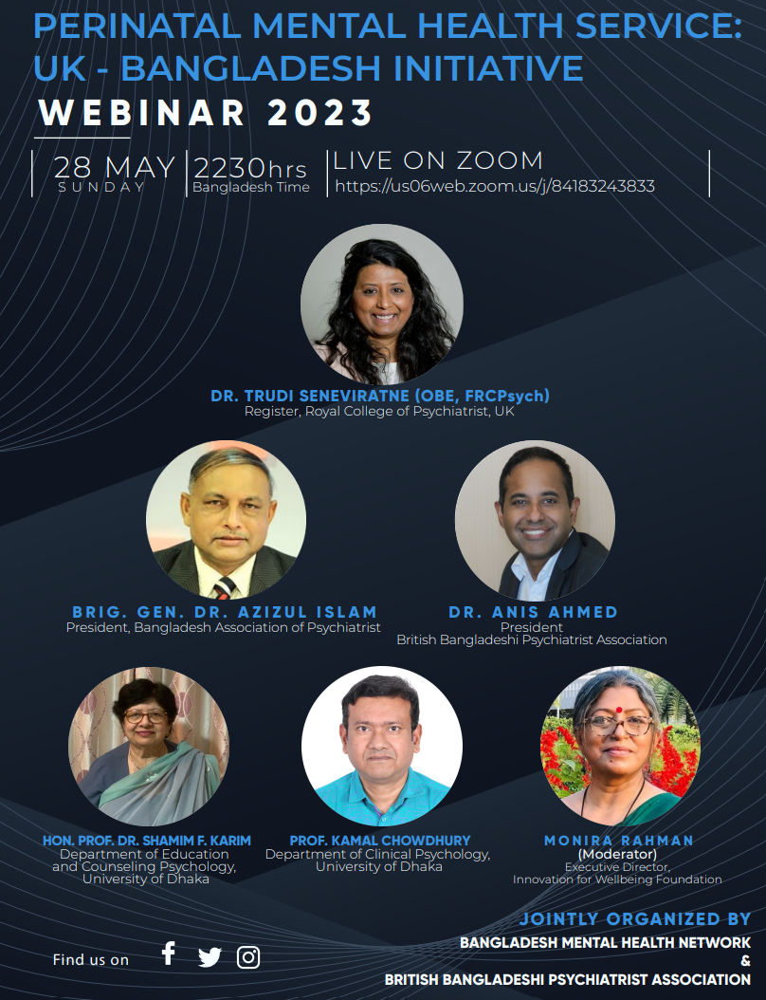 PERINATAL MENTAL HEALTH SERVICE:
UK - BANGLADESH INITIATIVE
WEBINAR 2023
28 MAY
SUNDAY
2230hrs
Bangladesh Time
LIVE ON ZOOM
https://us06web.zoom.us/j/84183243833
DR. TRUDI SENEVIRATNE (OBE, FRCPsych)
Register, Royal College of Psychiatrist, UK
BRIG. GEN. DR. AZIZUL ISLAM
President, Bangladesh Association of Psychiatrist
DR. ANIS AHMED
President
British Bangladeshi Psychiatrist Association
HON. PROF. DR. SHAMIM F. KARIM
Department of Education
and Counseling Psychology,
University of Dhaka
PROF. KAMAL CHOWDHURY
Department of Clinical Psychology,
University of Dhaka
MONIRA RAHMAN
(Moderator)
Executive Director,
Innovation for Wellbeing Foundation
JOINTLY ORGANIZED BY
BANGLADESH MENTAL HEALTH NETWORK
&
BRITISH BANGLADESHI PSYCHIATRIST ASSOCIATION
Find us on